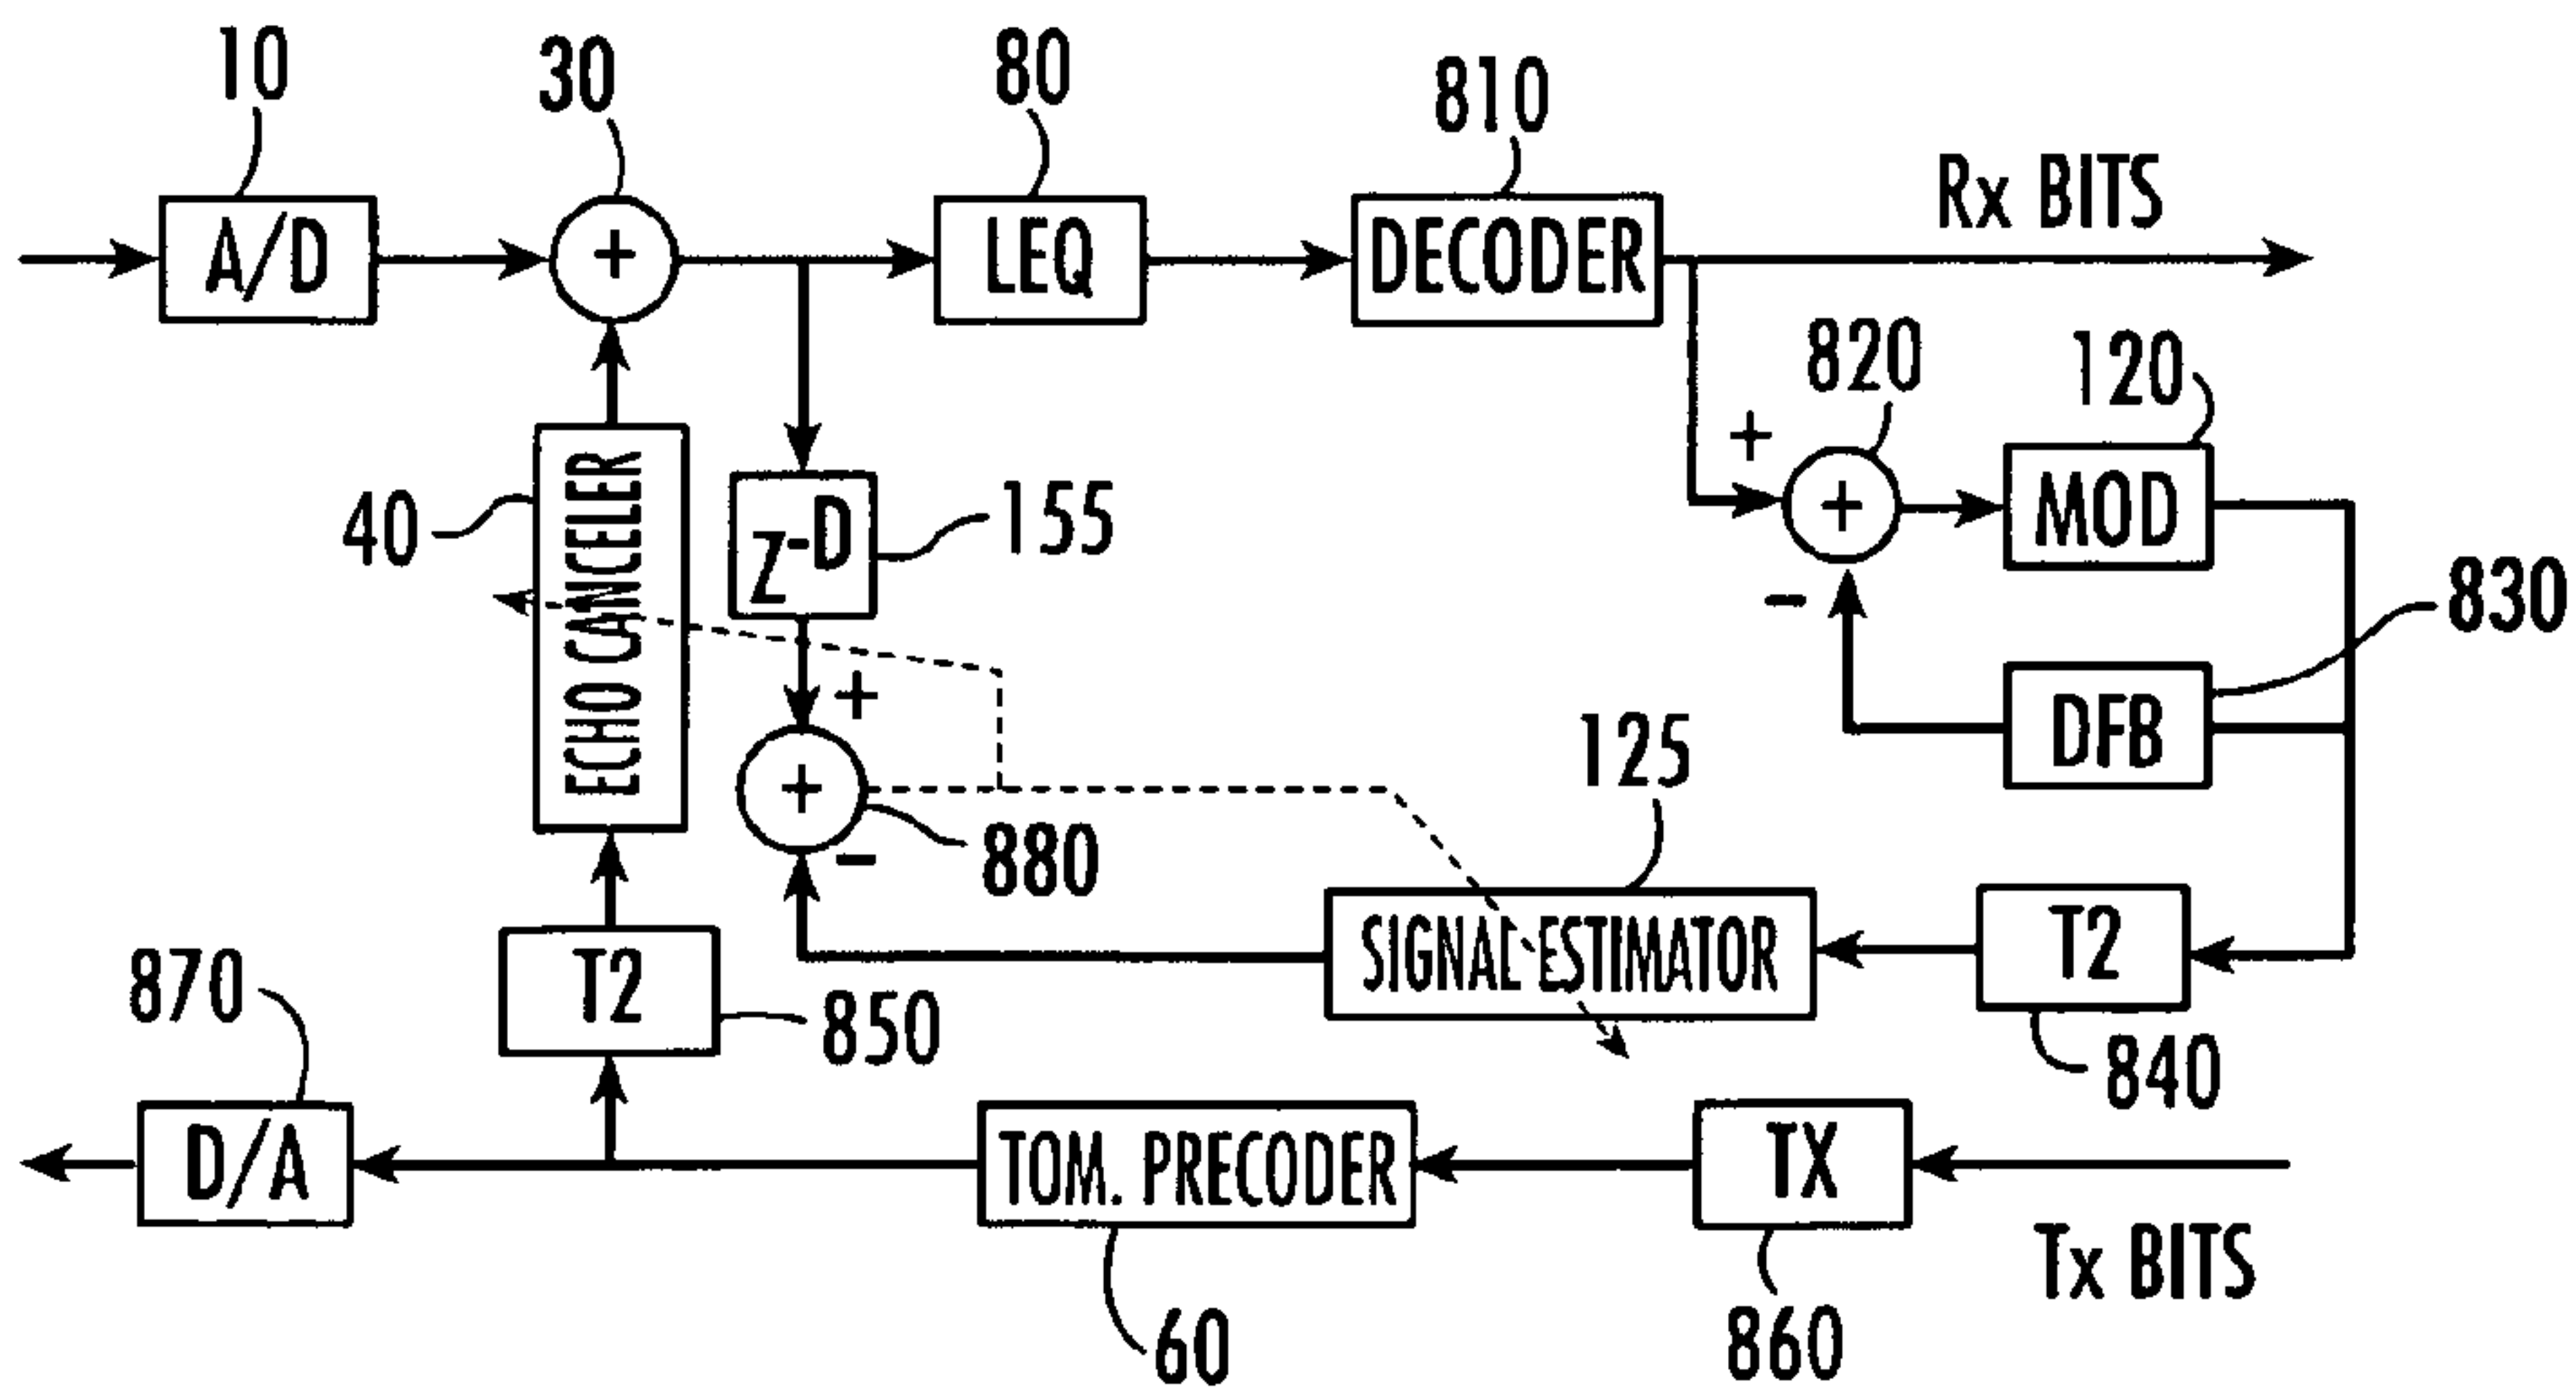 10
30
80
810
Rx BITS
A/D
+
LEQ
DECODER
820
120
+
40
ECHO CANCELER
Z-D
155
+
MOD
-
830
+
DFB
+
125
880
-
SIGNAL ESTIMATOR
T2
T2
870
850
840
D/A
TOM. PRECODER
TX
Tx BITS
60
860